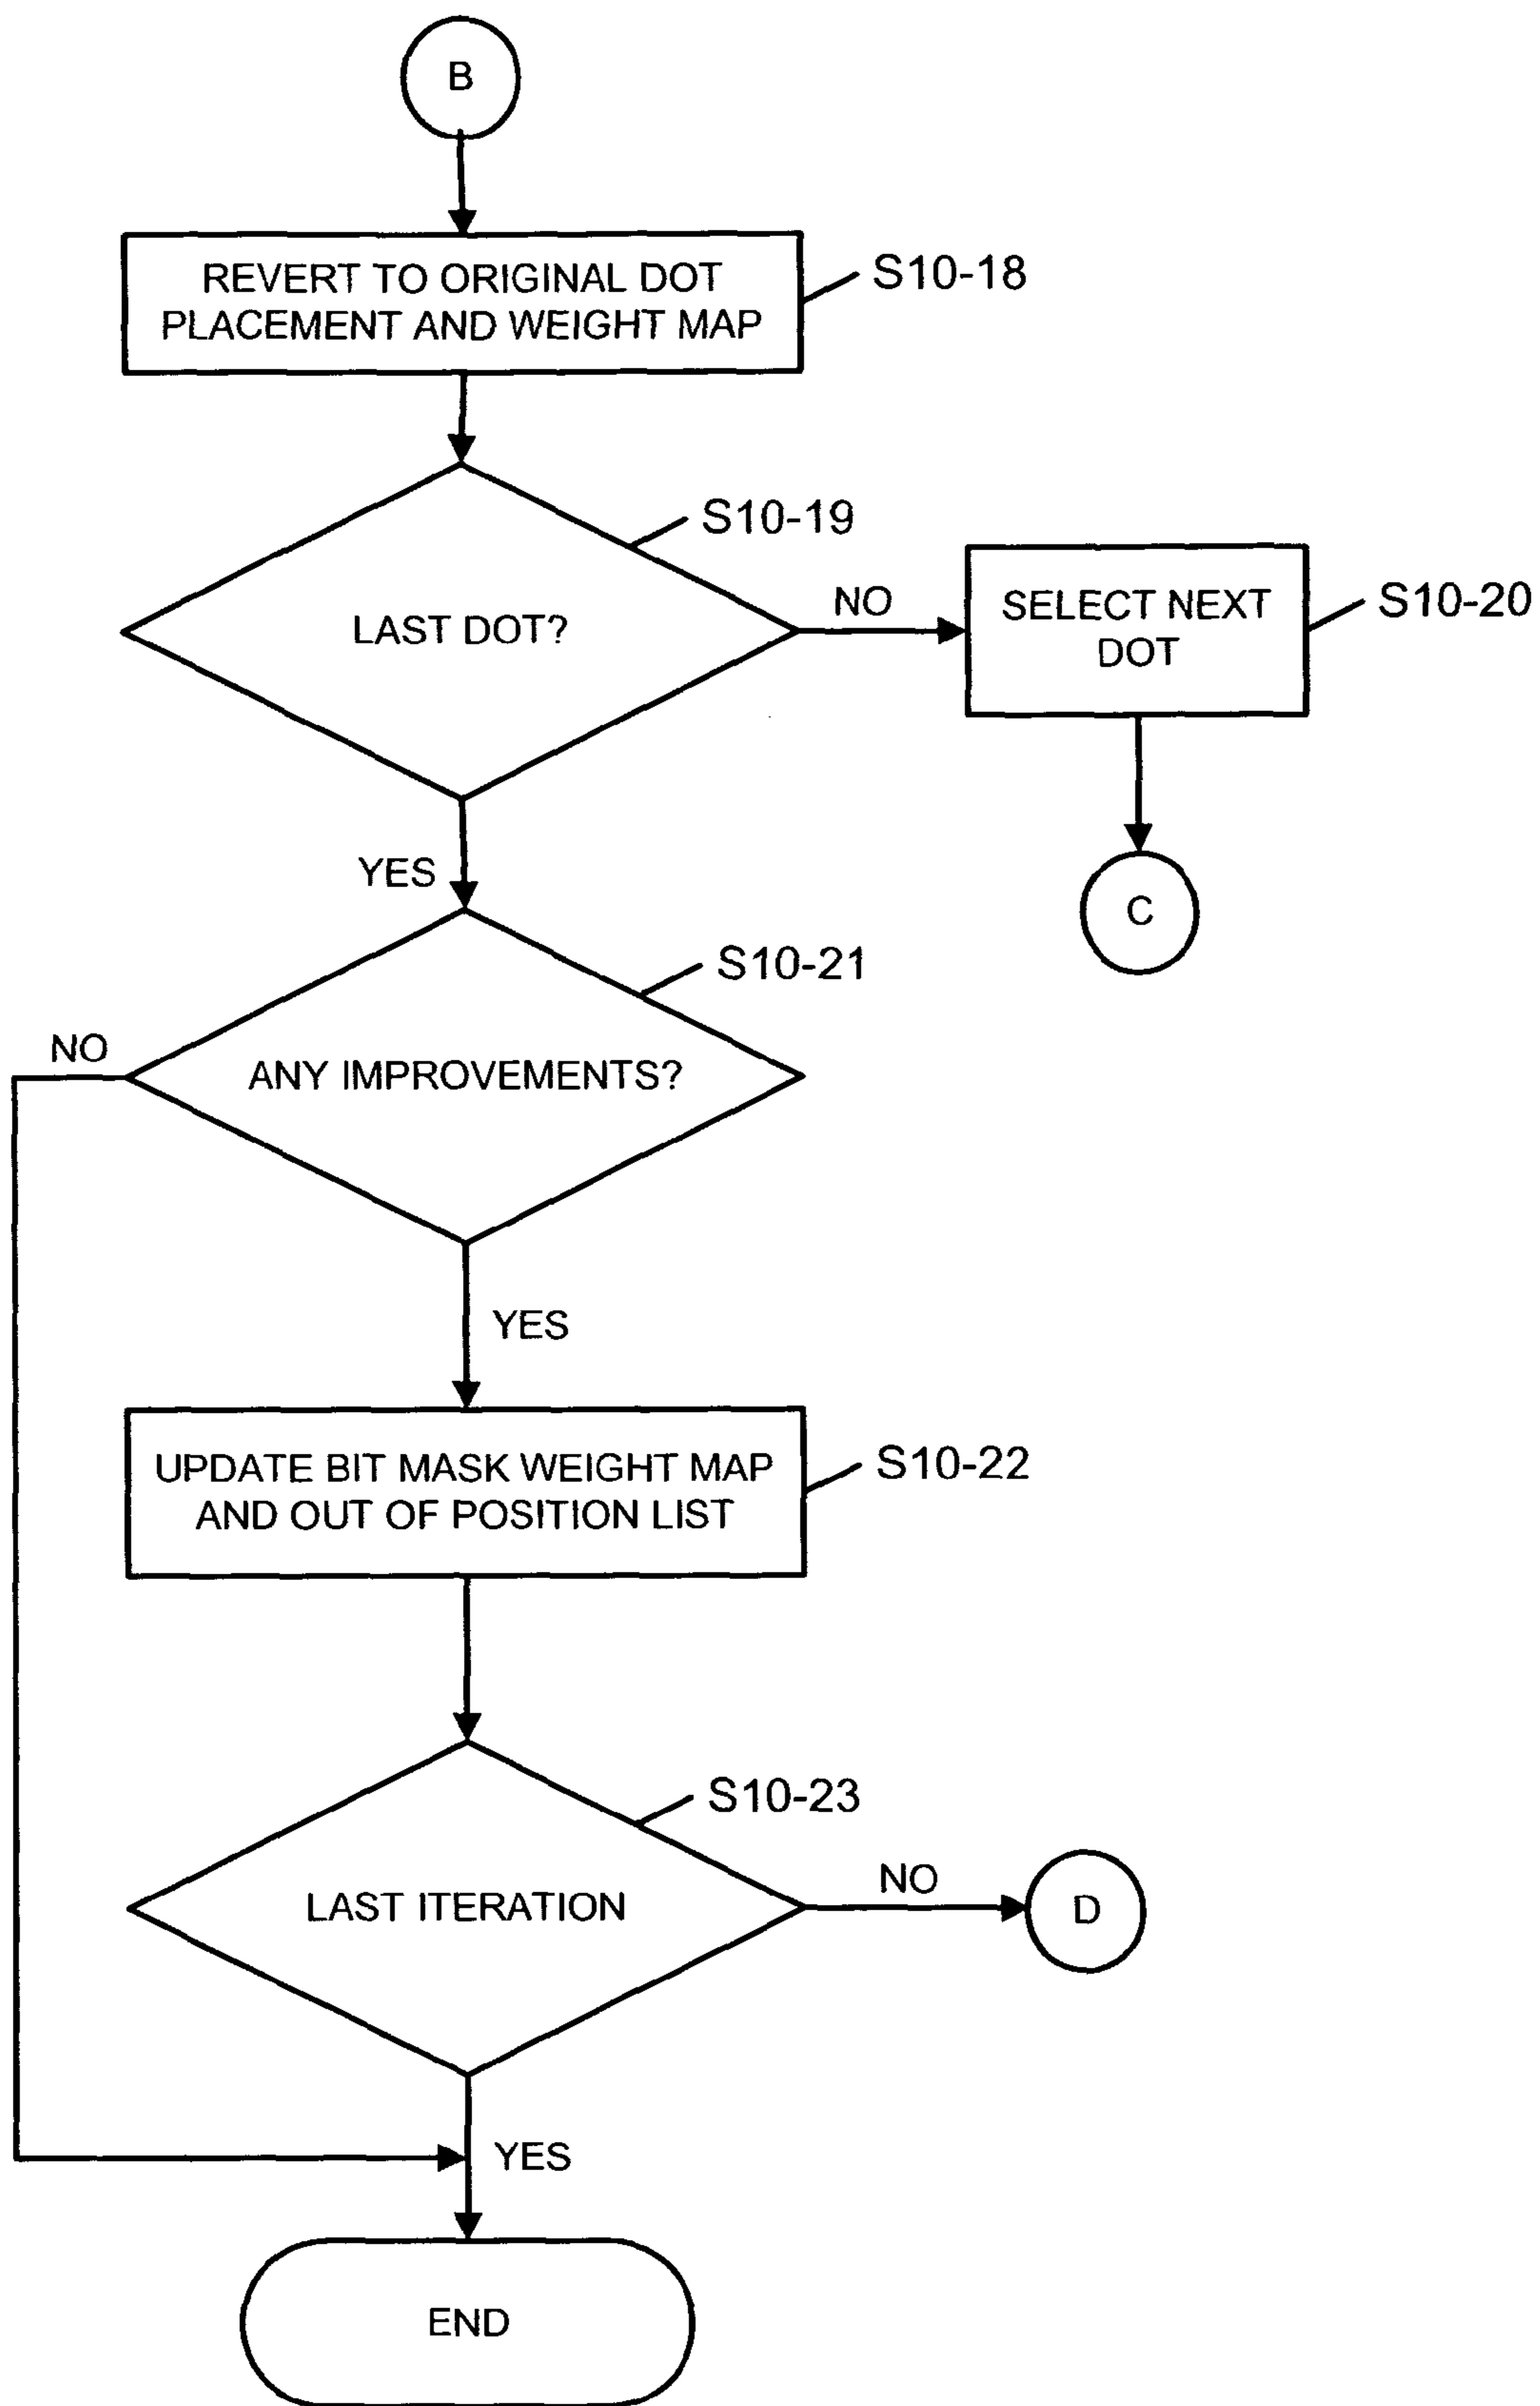 B
REVERT TO ORIGINAL DOT
PLACEMENT AND WEIGHT MAP
S10-18
S10-19
LAST DOT?
NO
SELECT NEXT
DOT
S10-20
YES
C
S10-21
NO
ANY IMPROVEMENTS?
YES
UPDATE BIT MASK WEIGHT MAP
AND OUT OF POSITION LIST
S10-22
S10-23
LAST ITERATION
NO
D
YES
END